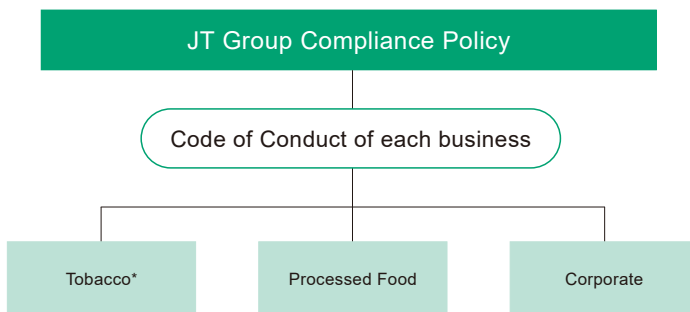 JT Group Compliance Policy
Code of Conduct of each business
Tobacco*
Processed Food
Corporate